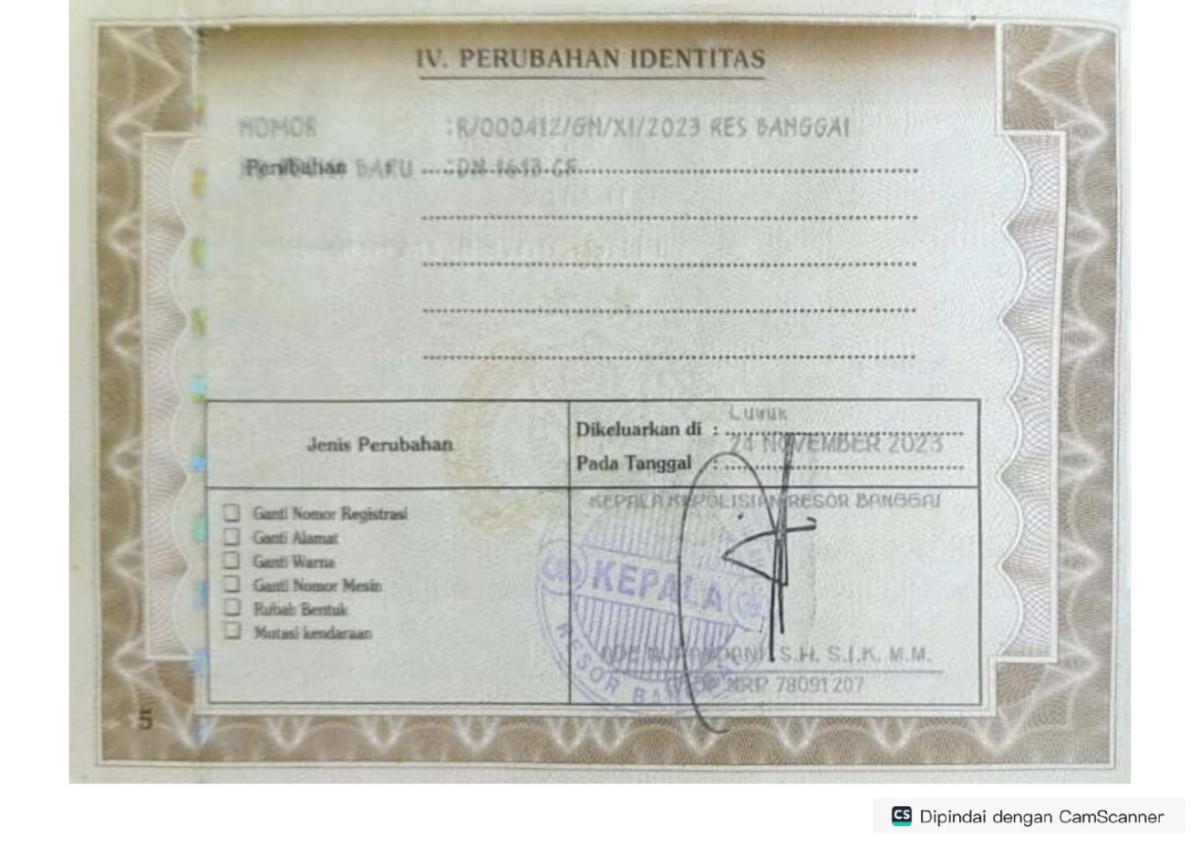 IV. PERUBAHAN IDENTITAS
NOMOR :R/000412/GN/XI/2023 RES BANGGAI
Perubahan BARU :DN 1613 CF
Jenis Perubahan
Dikeluarkan di : Luwuk
Pada Tanggal : 24 NOVEMBER 2023
Ganti Nomor Registrasi
Ganti Alamat
Ganti Warna
Ganti Nomor Mesin
Rubah Bentuk
Mutasi kendaraan
KEPALA KEPOLISIAN RESOR BANGGAI
KEPALA
RESOR
S.H. S.I.K. M.M.
NRP 78091207
5
CS Dipindai dengan CamScanner